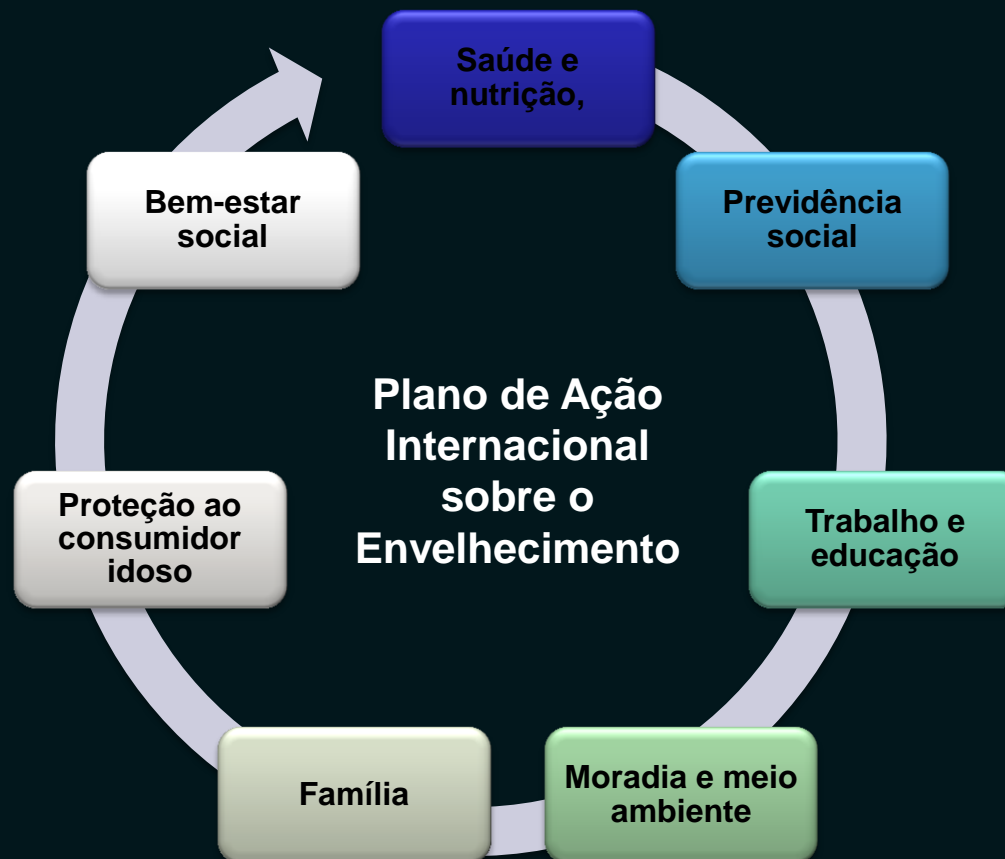 Saúde e
nutrição,
Previdência
social
Trabalho e
educação
Moradia e meio
ambiente
Família
Proteção ao
consumidor
idoso
Bem-estar
social
Plano de Ação
Internacional
sobre o
Envelhecimento